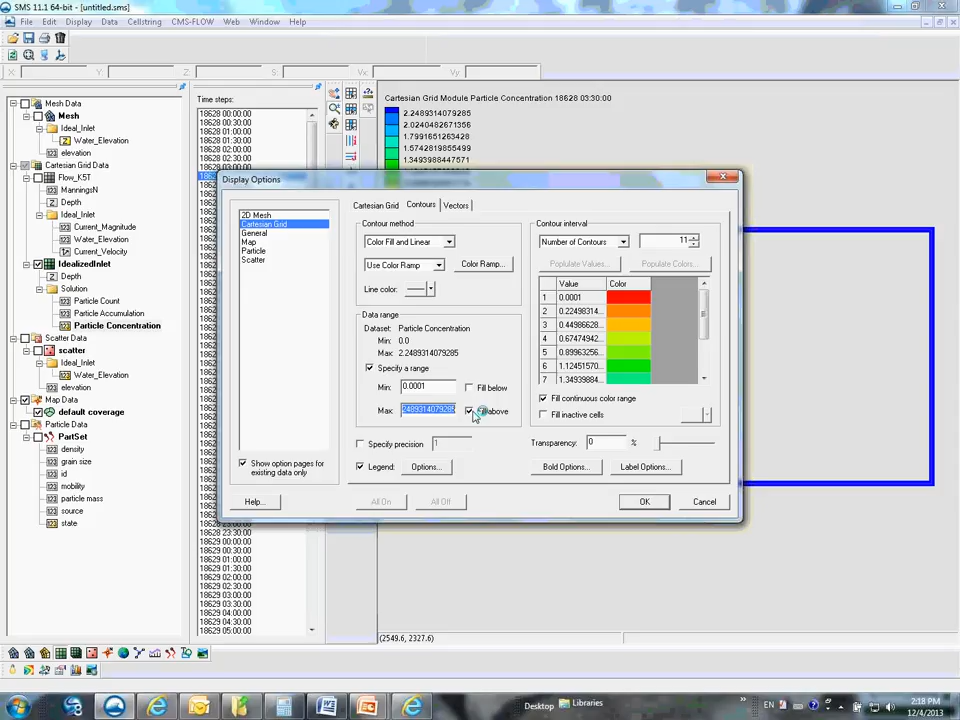 SMS 11.1 64-bit - [untitled.sms]
File Edit Display Data Cellstring CMS-FLOW Web Window Help
X: Y: Z: S: Vx: Vy:
Mesh Data
Mesh
Ideal_Inlet
Water_Elevation
elevation
Cartesian Grid Data
Flow_K5T
ManningsN
Depth
Ideal_Inlet
Current_Magnitude
Water_Elevation
Current_Velocity
IdealizedInlet
Depth
Solution
Particle Count
Particle Accumulation
Particle Concentration
Scatter Data
scatter
Ideal_Inlet
Water_Elevation
elevation
Map Data
default coverage
Particle Data
PartSet
density
grain size
id
mobility
particle mass
source
state
Time steps:
18628 00:00:00
18628 00:30:00
18628 01:00:00
18628 01:30:00
18628 02:00:00
18628 02:30:00
18628 03:00:00
18628 23:30:00
18629 00:00:00
18629 00:30:00
18629 01:00:00
18629 01:30:00
18629 02:00:00
18629 02:30:00
18629 03:00:00
18629 03:30:00
18629 04:00:00
18629 04:30:00
18629 05:00:00
Cartesian Grid Module Particle Concentration 18628 03:30:00
2.2489314079285
2.0240482671356
1.7991651263428
1.5742819855499
1.3493988447571
Display Options
2D Mesh
Cartesian Grid
General
Map
Particle
Scatter
Show option pages for
existing data only
Cartesian Grid Contours Vectors
Contour method
Color Fill and Linear
Use Color Ramp Color Ramp...
Line color:
Data range
Dataset: Particle Concentration
Min: 0.0
Max: 2.2489314079285
Specify a range
Min: 0.0001 Fill below
Max: 2489314079285 Fill above
Specify precision 1
Legend: Options...
Contour interval
Number of Contours 11
Populate Values... Populate Colors...
Value Color
1 0.0001
2 0.22498314...
3 0.44986628...
4 0.67474942...
5 0.89963256...
6 1.12451570...
7 1.34939884...
Fill continuous color range
Fill inactive cells
Transparency: 0 %
Bold Options... Label Options...
Help... All On All Off OK Cancel
(2549.6, 2327.6)
Desktop Libraries EN 2:18 PM
12/4/2013